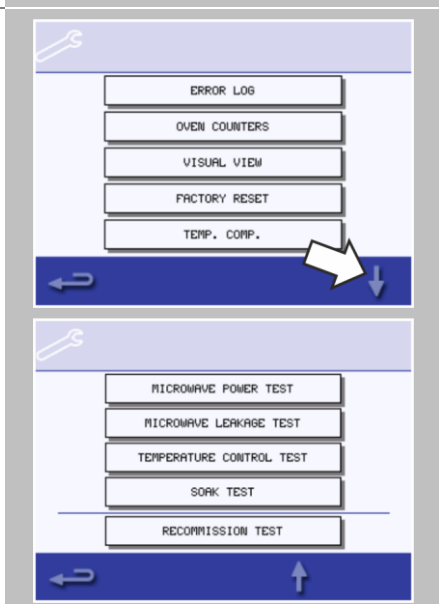 ERROR LOG
OVEN COUNTERS
VISUAL VIEW
FACTORY RESET
TEMP. COMP.
MICROWAVE POWER TEST
MICROWAVE LEAKAGE TEST
TEMPERATURE CONTROL TEST
SOAK TEST
RECOMMISSION TEST